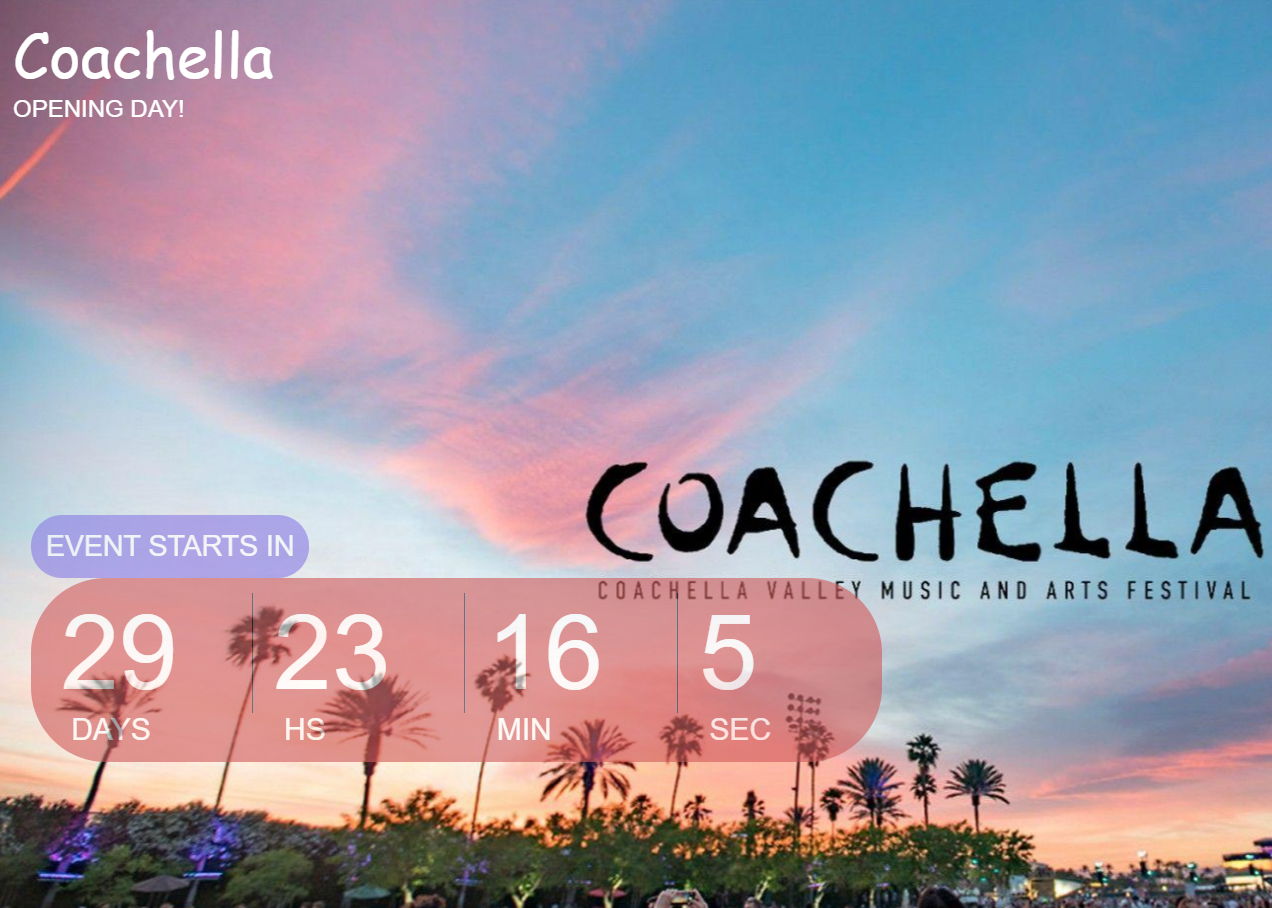 Coachella
OPENING DAY!
COACHELLA
COACHELLA VALLEY MUSIC AND ARTS FESTIVAL
EVENT STARTS IN
29 23 16 5
DAYS HS MIN SEC